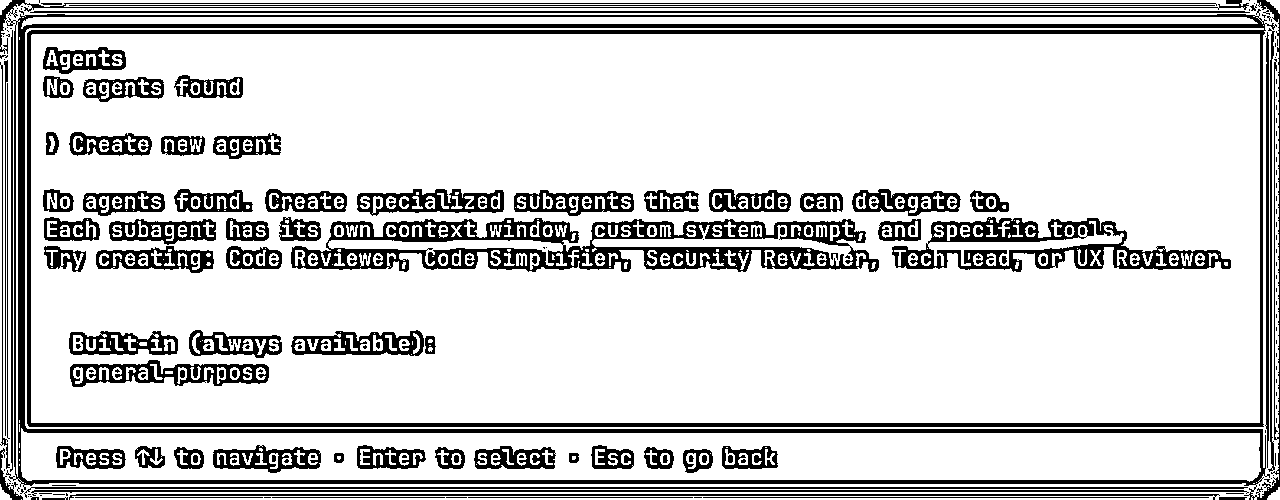 Agents
No agents found
❯ Create new agent
No agents found. Create specialized subagents that Claude can delegate to.
Each subagent has its own context window, custom system prompt, and specific tools.
Try creating: Code Reviewer, Code Simplifier, Security Reviewer, Tech Lead, or UX Reviewer.
Built-in (always available):
general-purpose
Press ↑↓ to navigate · Enter to select · Esc to go back